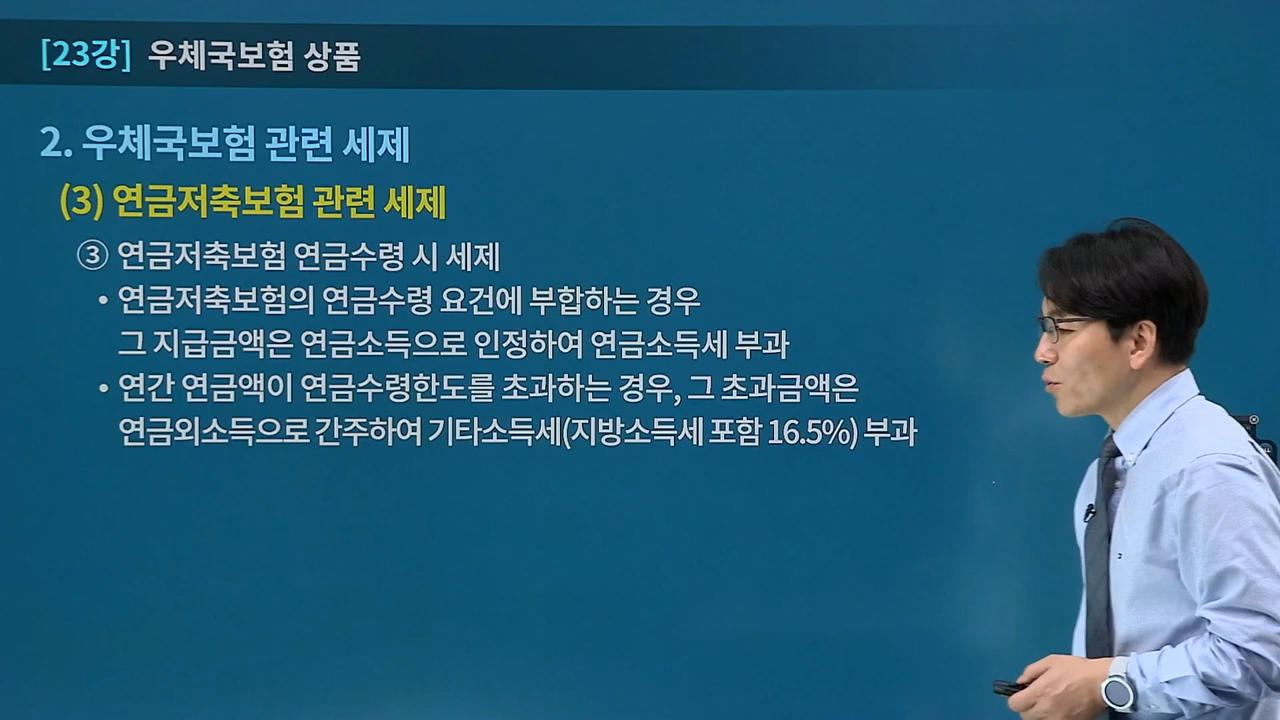 [23강] 우체국보험 상품
2. 우체국보험 관련 세제
(3) 연금저축보험 관련 세제
③ 연금저축보험 연금수령 시 세제
• 연금저축보험의 연금수령 요건에 부합하는 경우
그 지급금액은 연금소득으로 인정하여 연금소득세 부과
• 연간 연금액이 연금수령한도를 초과하는 경우, 그 초과금액은
연금외소득으로 간주하여 기타소득세(지방소득세 포함 16.5%) 부과